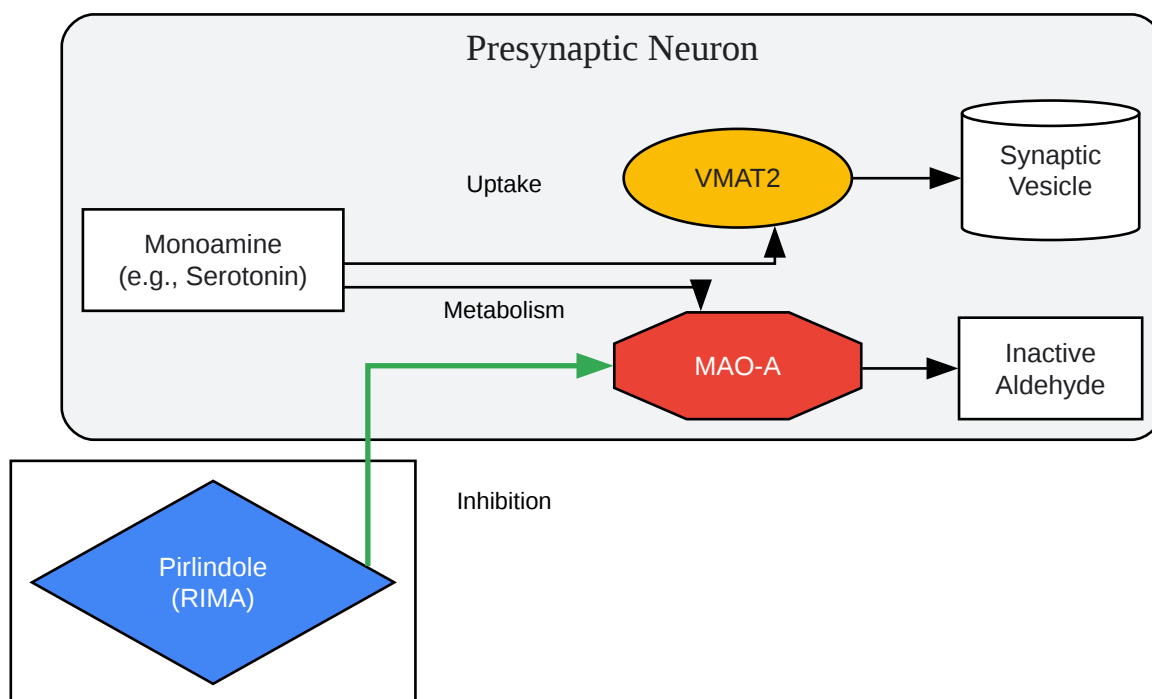 Presynaptic Neuron
Uptake
VMAT2
Synaptic
Vesicle
Monoamine
(e.g., Serotonin)
Metabolism
MAO-A
Inactive
Aldehyde
Inhibition
Pirlindole
(RIMA)